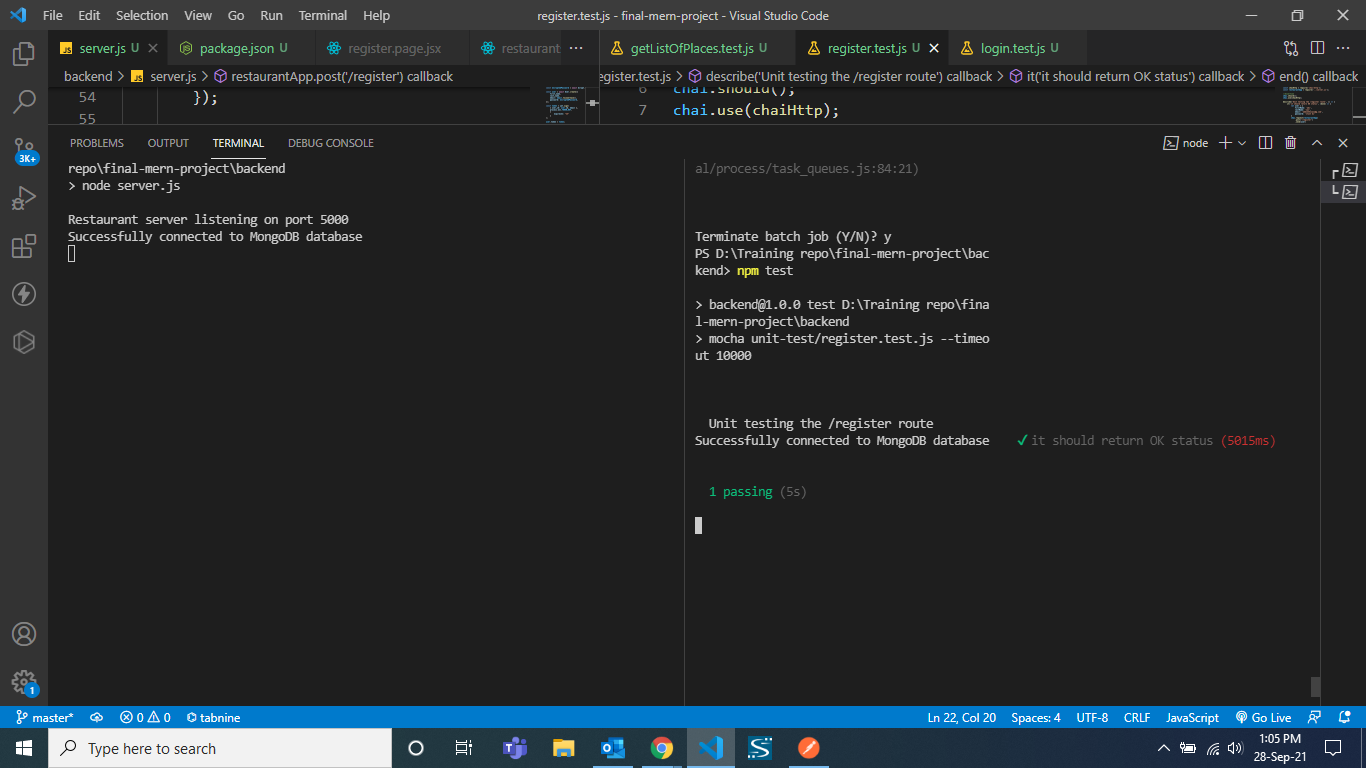 File Edit Selection View Go Run Terminal Help
register.test.js - final-mern-project - Visual Studio Code
server.js U
package.json U
register.page.jsx
restaurant
getListOfPlaces.test.js U
register.test.js U
login.test.js U
backend > server.js > restaurantApp.post('/register') callback
egister.test.js > describe('Unit testing the /register route') callback > it('it should return OK status') callback > end() callback
54 });
55
6 chai.should();
7 chai.use(chaiHttp);
PROBLEMS OUTPUT TERMINAL DEBUG CONSOLE
node
3K+
repo\final-mern-project\backend
> node server.js
Restaurant server listening on port 5000
Successfully connected to MongoDB database
al/process/task_queues.js:84:21)
Terminate batch job (Y/N)? y
PS D:\Training repo\final-mern-project\bac
kend> npm test
> backend@1.0.0 test D:\Training repo\fina
l-mern-project\backend
> mocha unit-test/register.test.js --timeo
ut 10000
Unit testing the /register route
Successfully connected to MongoDB database ✓ it should return OK status (5015ms)
1 passing (5s)
1
master* 0 0 tabnine
Ln 22, Col 20 Spaces: 4 UTF-8 CRLF JavaScript Go Live
Type here to search
1:05 PM
28-Sep-21